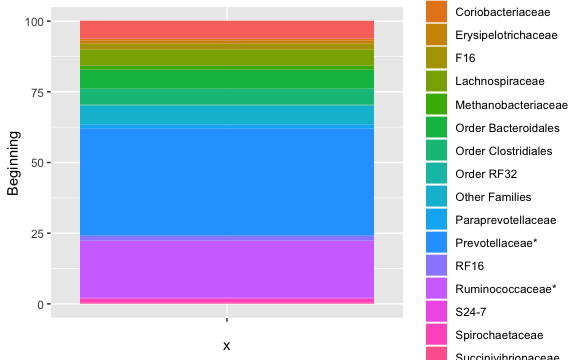 100
75
50
25
0
Beginning
x
Coriobacteriaceae
Erysipelotrichaceae
F16
Lachnospiraceae
Methanobacteriaceae
Order Bacteroidales
Order Clostridiales
Order RF32
Other Families
Paraprevotellaceae
Prevotellaceae*
RF16
Ruminococcaceae*
S24-7
Spirochaetaceae
Succinivibrionaceae